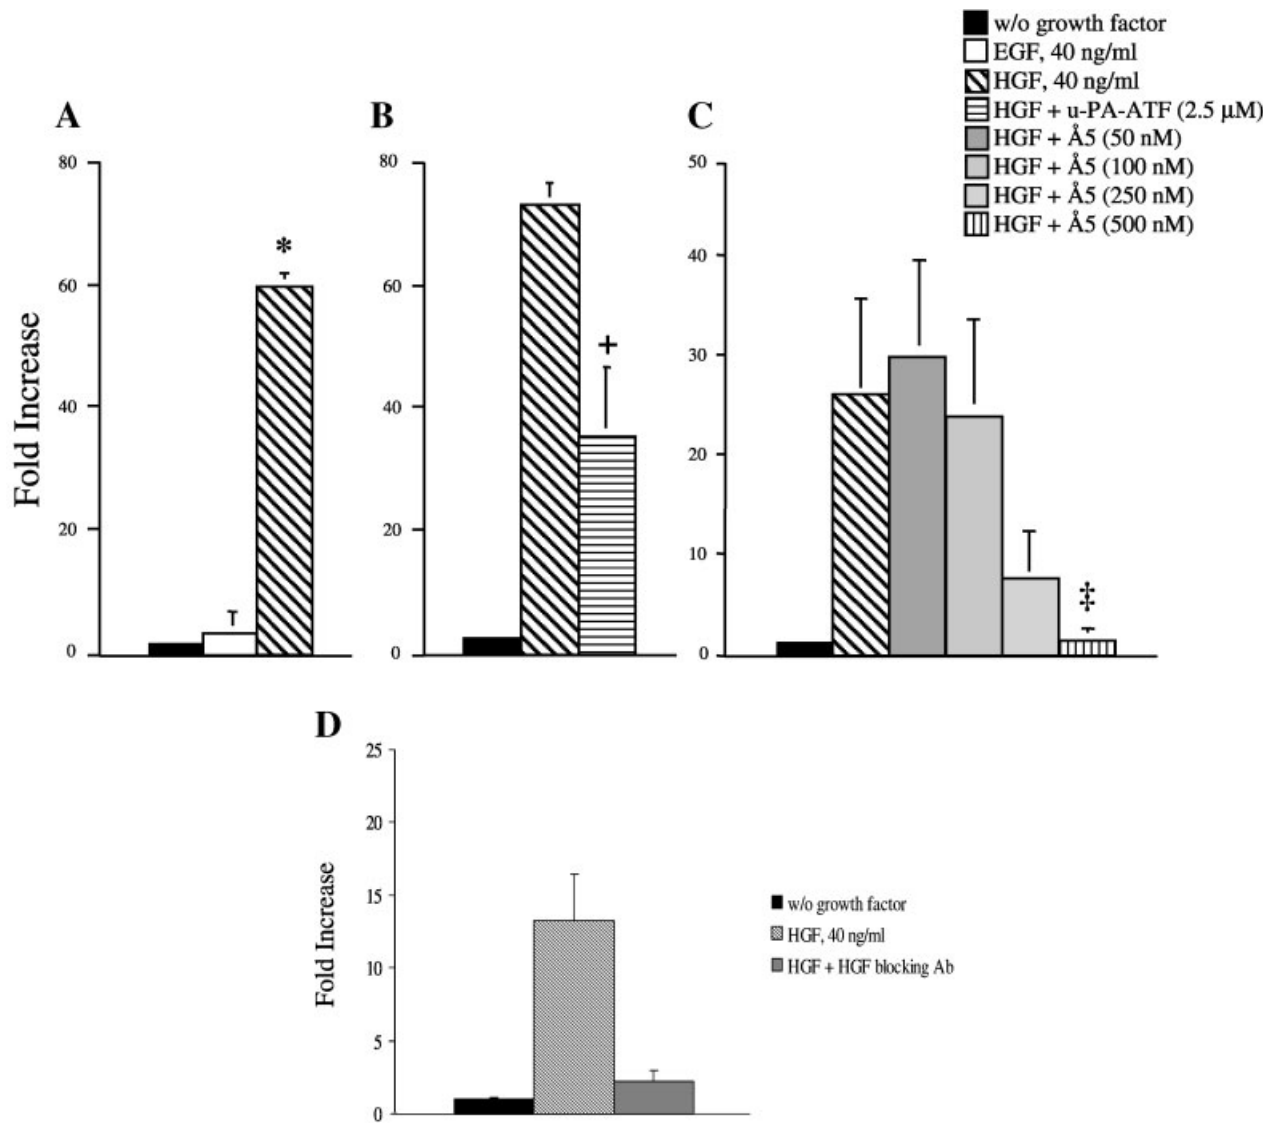 w/o growth factor
EGF, 40 ng/ml
HGF, 40 ng/ml
HGF + u-PA-ATF (2.5 μM)
HGF + Å5 (50 nM)
HGF + Å5 (100 nM)
HGF + Å5 (250 nM)
HGF + Å5 (500 nM)
A
80
60
40
20
0
Fold Increase
*
B
80
60
40
20
0
+
C
50
40
30
20
10
0
‡
D
25
20
15
10
5
0
Fold Increase
w/o growth factor
HGF, 40 ng/ml
HGF + HGF blocking Ab